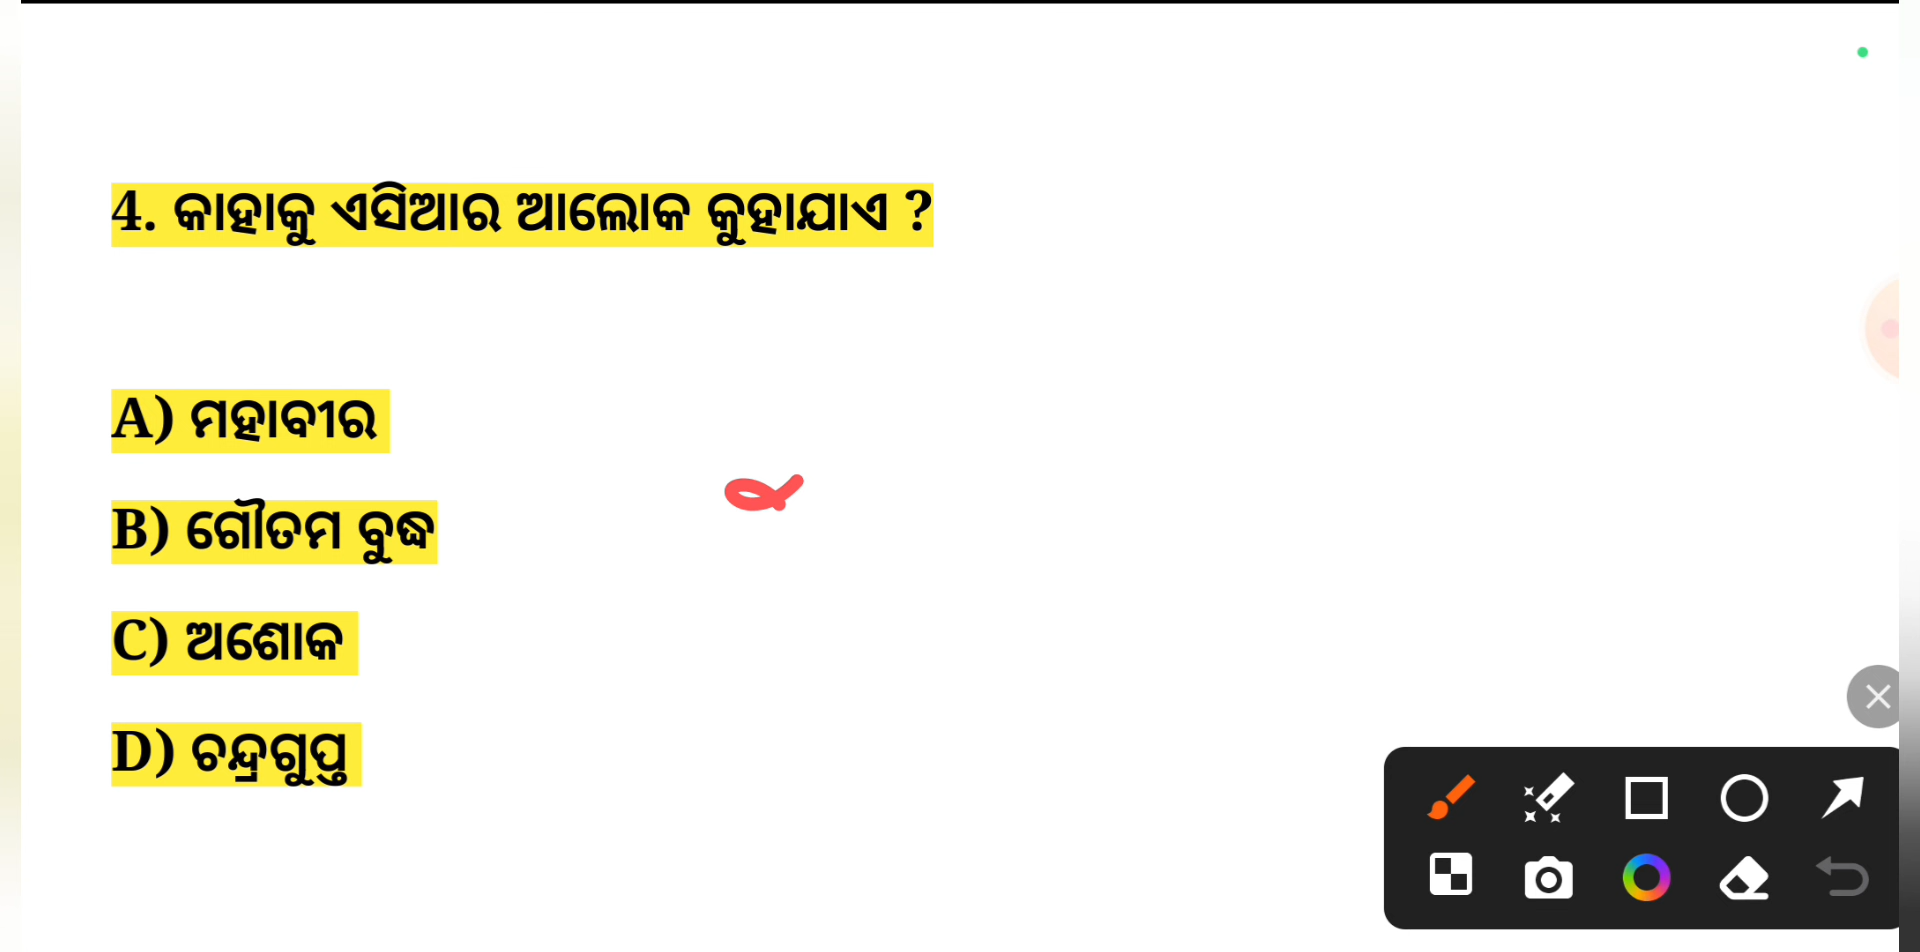 4. କାହାକୁ ଏସିଆର ଆଲୋକ କୁହାଯାଏ ?
A) ମହାବୀର
B) ଗୌତମ ବୁଦ୍ଧ
C) ଅଶୋକ
D) ଚନ୍ଦ୍ରଗୁପ୍ତ